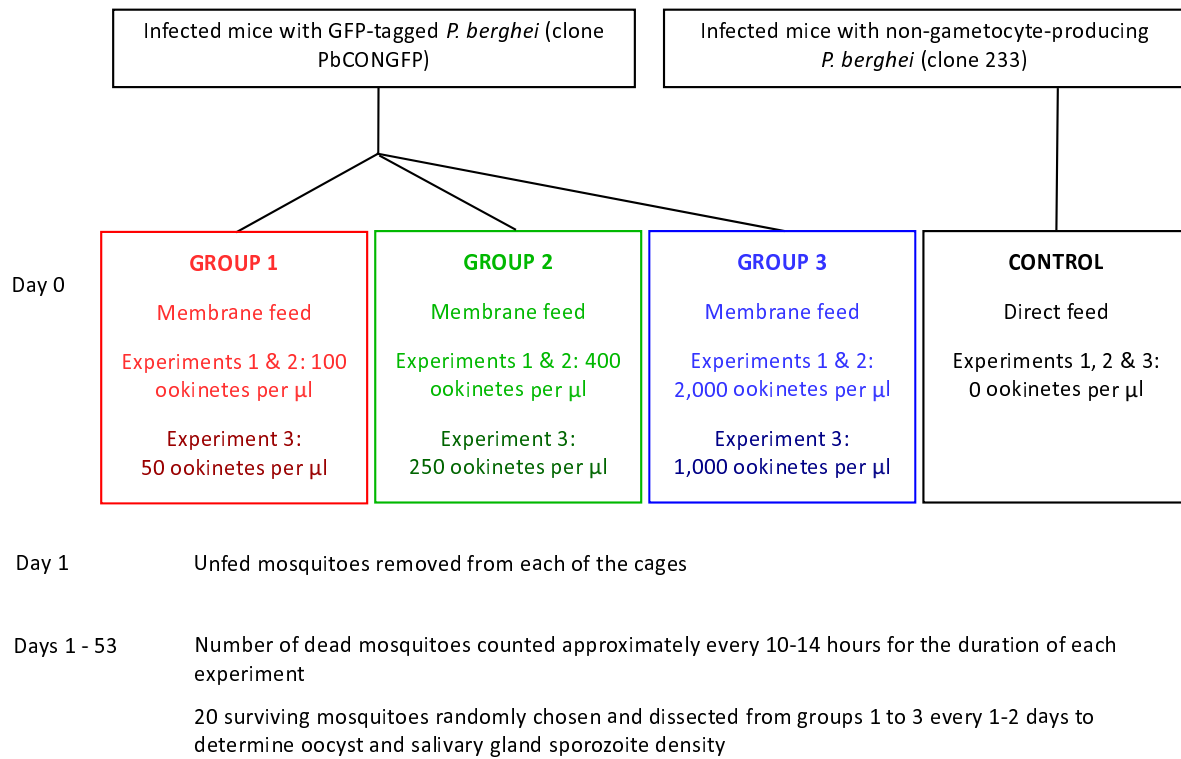 Infected mice with GFP-tagged P. berghei (clone
PbCONGFP)
Infected mice with non-gametocyte-producing
P. berghei (clone 233)
Day 0
GROUP 1
Membrane feed
Experiments 1 & 2: 100
ookinetes per µl
Experiment 3:
50 ookinetes per µl
GROUP 2
Membrane feed
Experiments 1 & 2: 400
ookinetes per µl
Experiment 3:
250 ookinetes per µl
GROUP 3
Membrane feed
Experiments 1 & 2:
2,000 ookinetes per µl
Experiment 3:
1,000 ookinetes per µl
CONTROL
Direct feed
Experiments 1, 2 & 3:
0 ookinetes per µl
Day 1
Unfed mosquitoes removed from each of the cages
Days 1 - 53
Number of dead mosquitoes counted approximately every 10-14 hours for the duration of each
experiment
20 surviving mosquitoes randomly chosen and dissected from groups 1 to 3 every 1-2 days to
determine oocyst and salivary gland sporozoite density